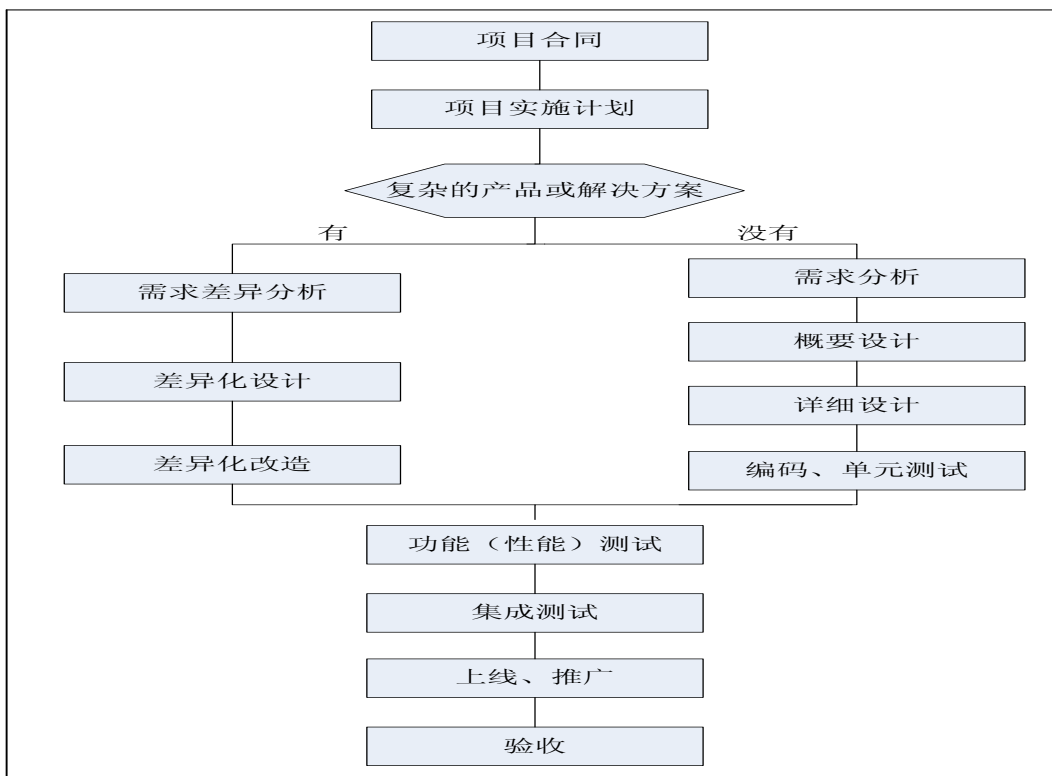 项目合同
项目实施计划
复杂的产品或解决方案
有
没有
需求差异分析
差异化设计
差异化改造
需求分析
概要设计
详细设计
编码、单元测试
功能（性能）测试
集成测试
上线、推广
验收